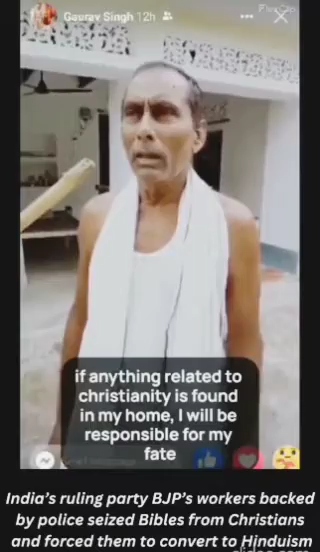 Gaurav Singh 12h
if anything related to
christianity is found
in my home, I will be
responsible for my
fate
India's ruling party BJP's workers backed
by police seized Bibles from Christians
and forced them to convert to Hinduism